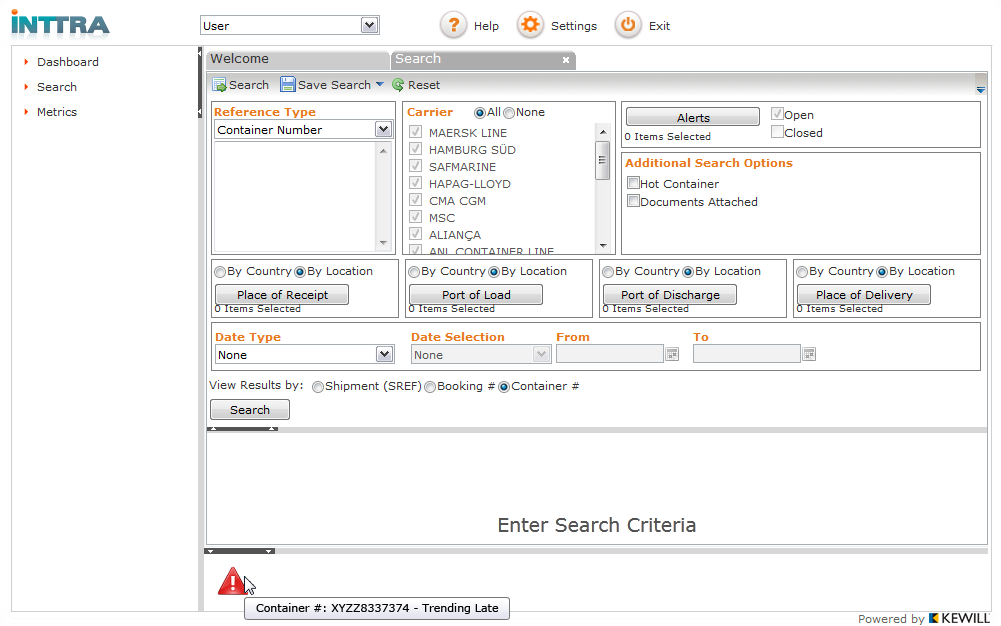 INTTRA
User
Help
Settings
Exit
Dashboard
Search
Metrics
Welcome
Search
Search
Save Search
Reset
Reference Type
Container Number
Carrier
All
None
MAERSK LINE
HAMBURG SÜD
SAFMARINE
HAPAG-LLOYD
CMA CGM
MSC
ALIANÇA
ANL CONTAINER LINE
Alerts
0 Items Selected
Open
Closed
Additional Search Options
Hot Container
Documents Attached
By Country By Location
Place of Receipt
0 Items Selected
By Country By Location
Port of Load
0 Items Selected
By Country By Location
Port of Discharge
0 Items Selected
By Country By Location
Place of Delivery
0 Items Selected
Date Type
None
Date Selection
None
From
To
View Results by: Shipment (SREF) Booking # Container #
Search
Enter Search Criteria
Container #: XYZZ8337374 - Trending Late
Powered by KEWILL